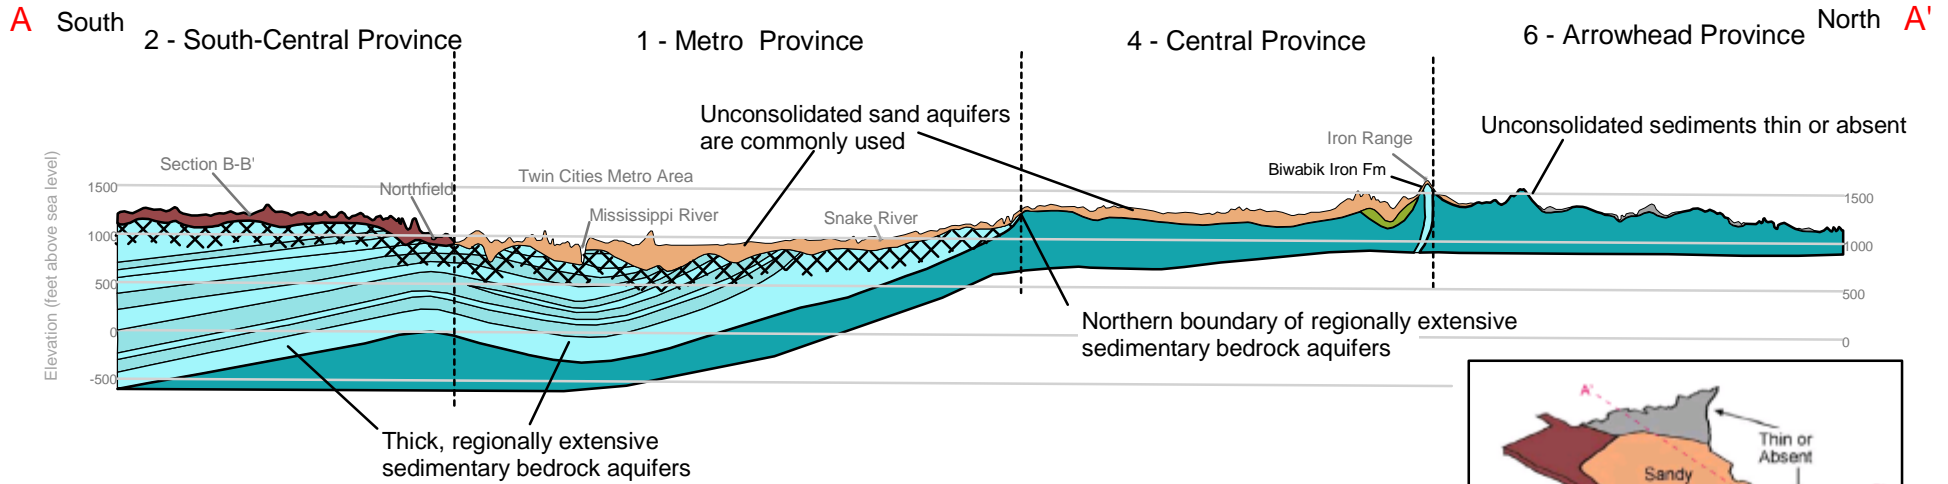 A South
2 - South-Central Province
1 - Metro Province
4 - Central Province
6 - Arrowhead Province
North A'
Unconsolidated sand aquifers
are commonly used
Unconsolidated sediments thin or absent
Iron Range
Biwabik Iron Fm
Section B-B'
Northfield
Twin Cities Metro Area
Mississippi River
Snake River
Elevation (feet above sea level)
1500
1000
500
0
-500
1500
1000
500
0
Northern boundary of regionally extensive
sedimentary bedrock aquifers
Thick, regionally extensive
sedimentary bedrock aquifers
A'
Thin or
Absent
Sandy